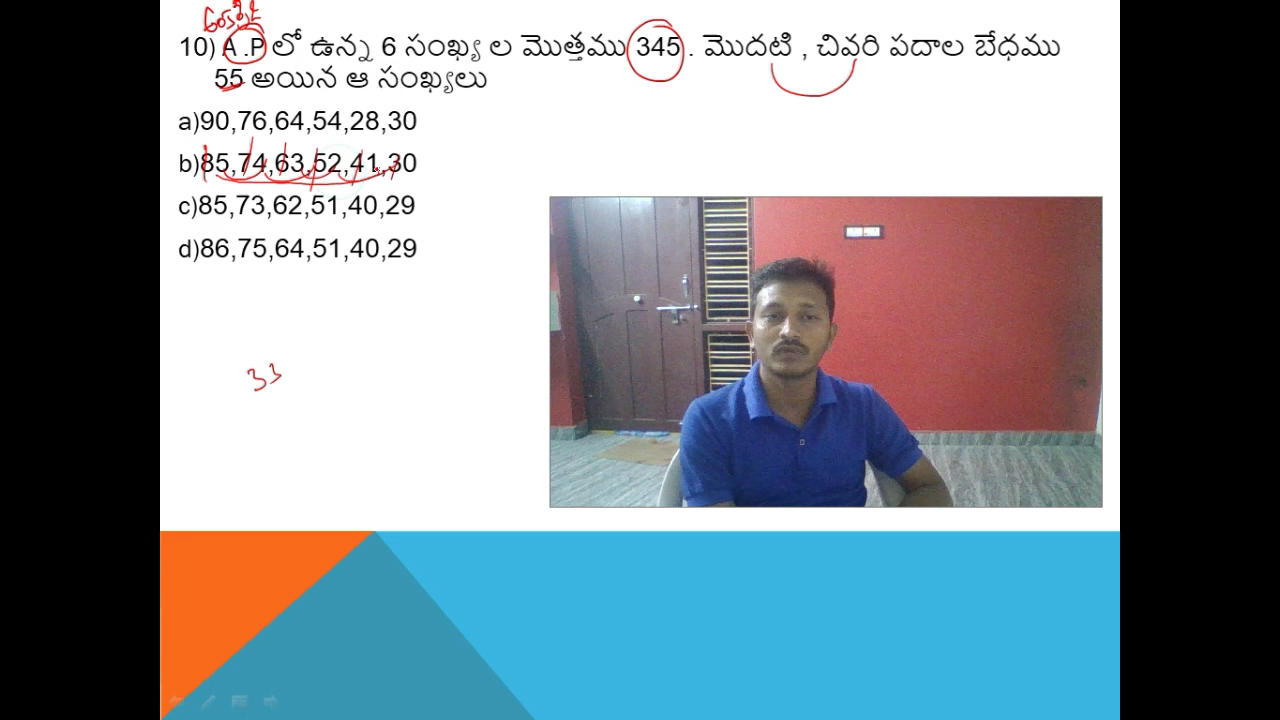 10) A .P లో ఉన్న 6 సంఖ్య ల మొత్తము 345 . మొదటి , చివరి పదాల బేధము
55 అయిన ఆ సంఖ్యలు
a)90,76,64,54,28,30
b)85,74,63,52,41,30
c)85,73,62,51,40,29
d)86,75,64,51,40,29
33